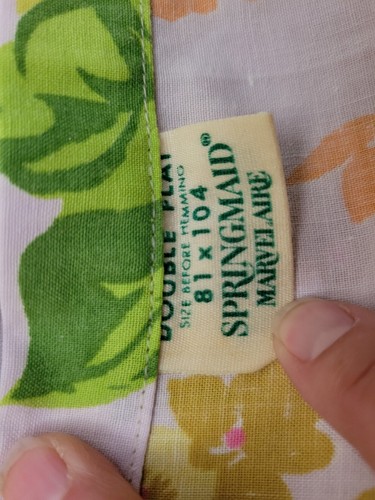 DOUBLE FLAT
SIZE BEFORE HEMMING
81 x 104
SPRINGMAID®
MARVELAIRE